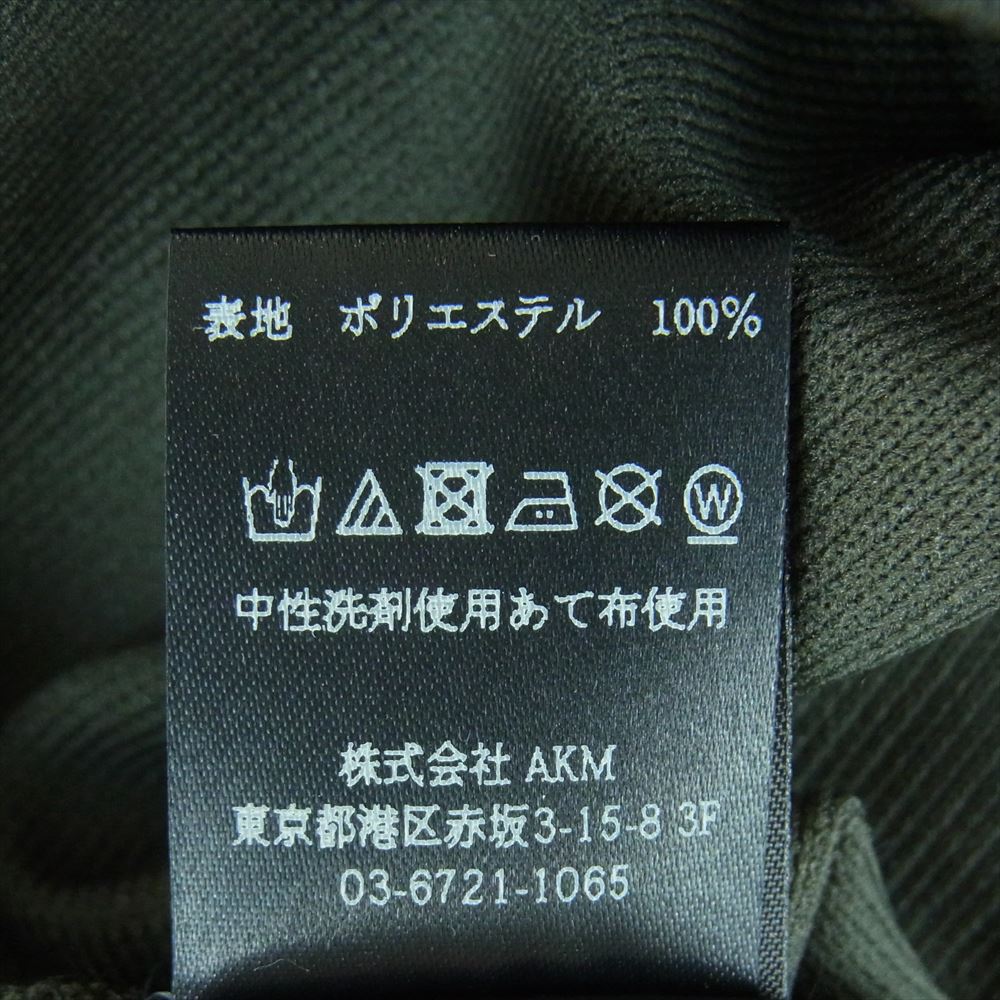 表地 ポリエステル 100%
W
中性洗剤使用あて布使用
株式会社 AKM
東京都港区赤坂3-15-8 3F
03-6721-1065